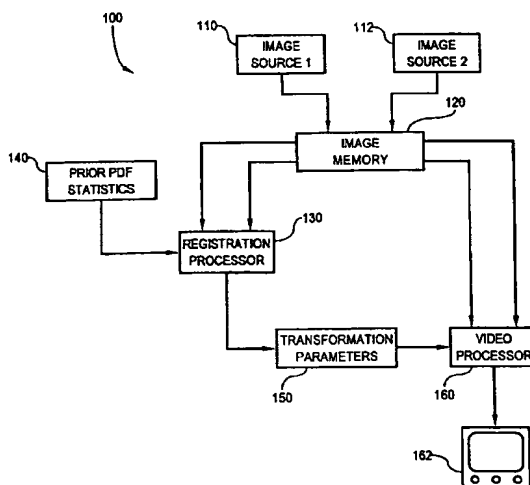 100
110
IMAGE
SOURCE 1
112
IMAGE
SOURCE 2
120
IMAGE
MEMORY
140
PRIOR PDF
STATISTICS
130
REGISTRATION
PROCESSOR
TRANSFORMATION
PARAMETERS
150
VIDEO
PROCESSOR
160
162